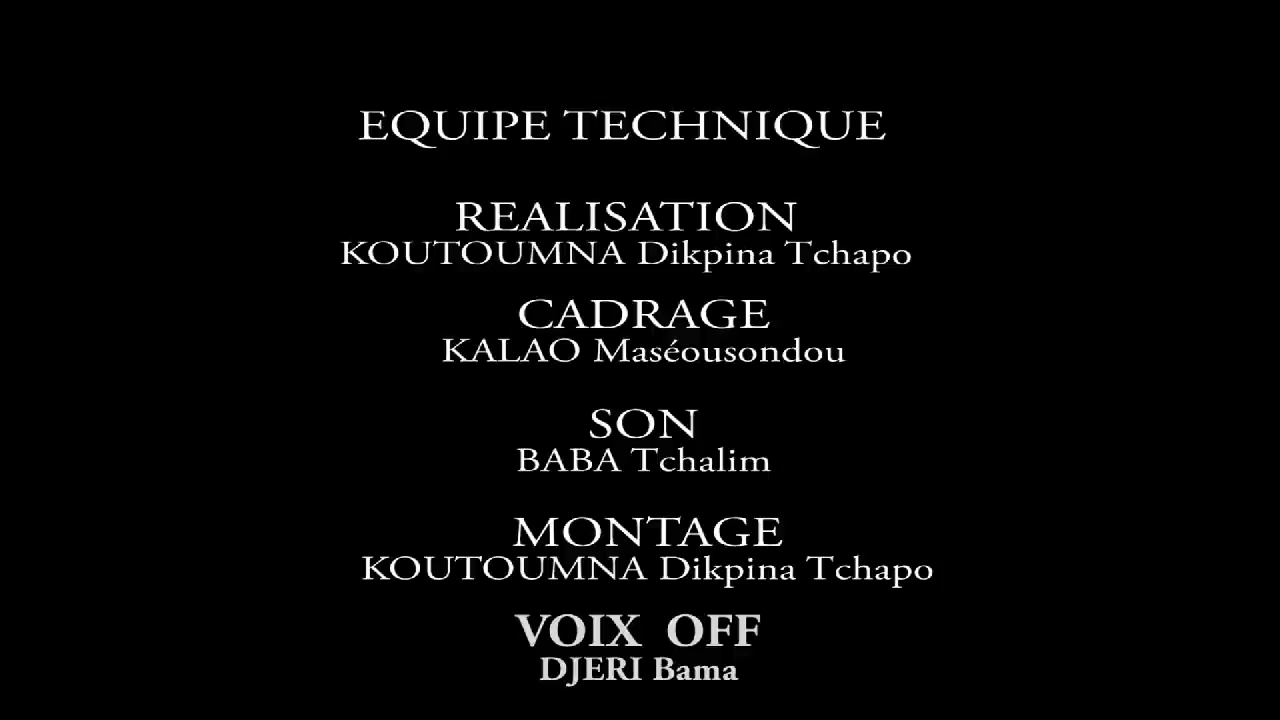 EQUIPE TECHNIQUE
REALISATION
KOUTOUMNA Dikpina Tchapo
CADRAGE
KALAO Maséousondou
SON
BABA Tchalim
MONTAGE
KOUTOUMNA Dikpina Tchapo
VOIX OFF
DJERI Bama